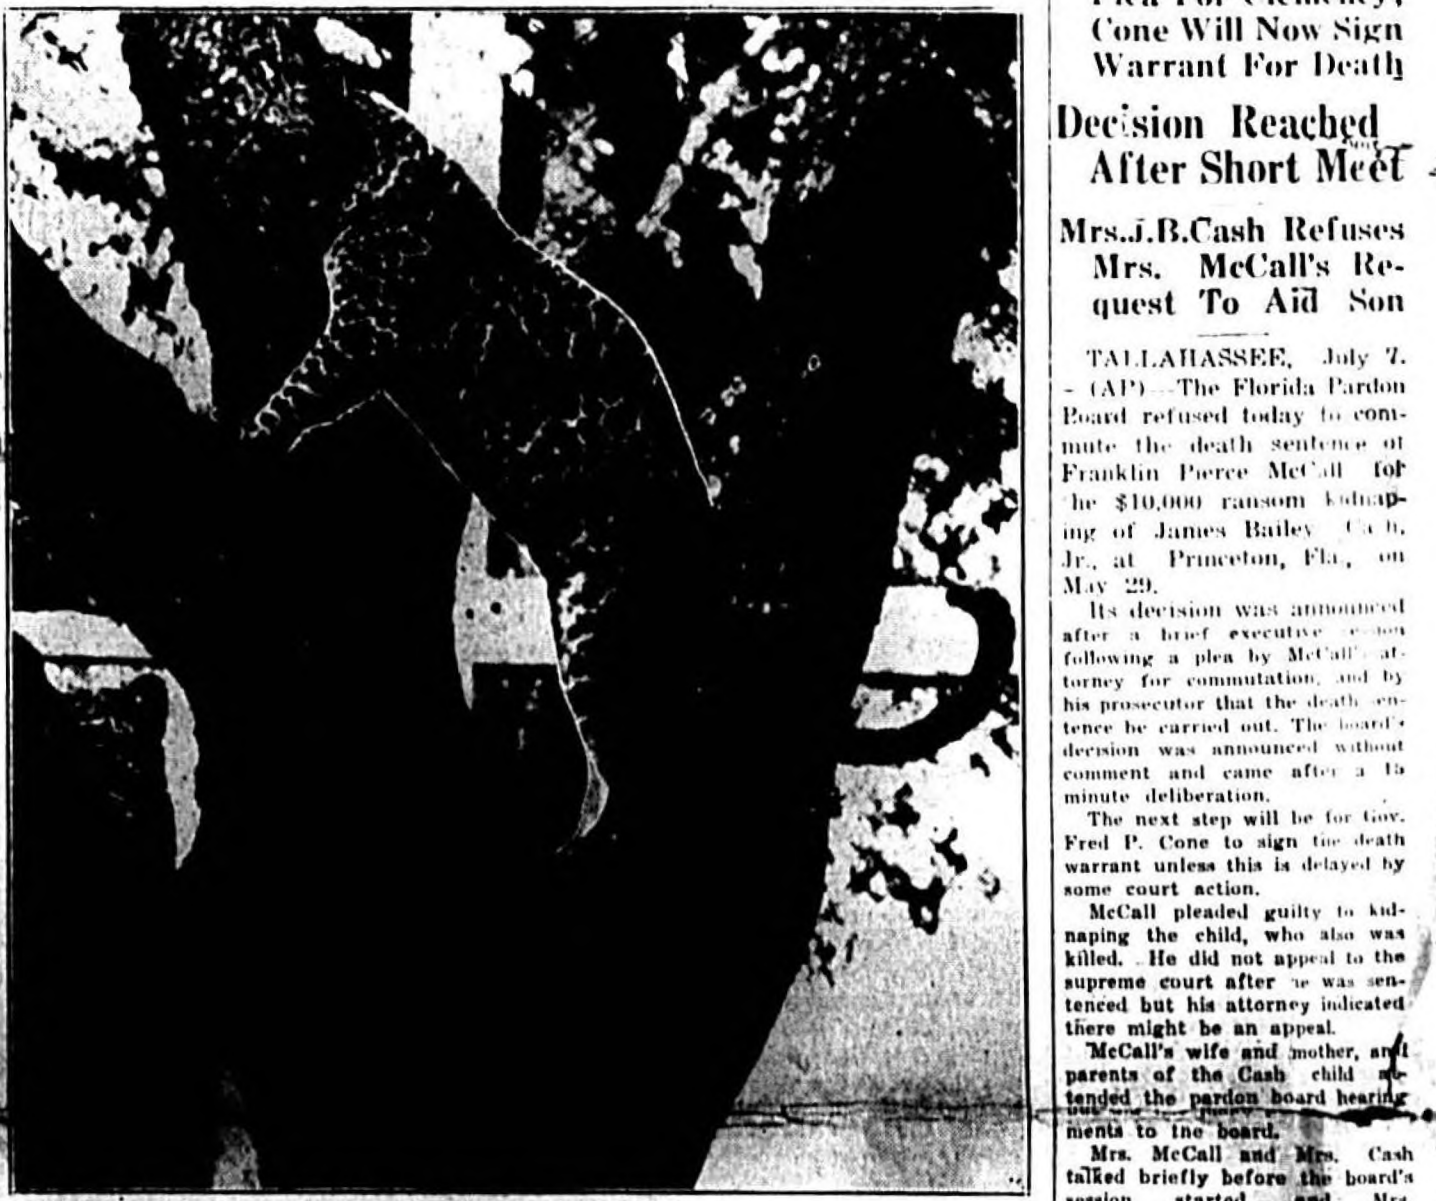 Cone Will Now Sign
Warrant For Death
Decision Reached
After Short Meet
Mrs.J.B.Cash Refuses
Mrs. McCall's Re-
quest To Aid Son
TALLAHASSEE, July 7.
- (AP) - The Florida Pardon
Board refused today to com-
mute the death sentence of
Franklin Pierce McCall for
he $10,000 ransom kidnap-
ing of James Bailey Cash,
Jr., at Princeton, Fla., on
May 29.
Its decision was announced
after a brief executive session
following a plea by McCall's at-
torney for commutation, and by
his prosecutor that the death sen-
tence be carried out. The board's
decision was announced without
comment and came after a 15
minute deliberation.
The next step will be for Gov.
Fred P. Cone to sign the death
warrant unless this is delayed by
some court action.
McCall pleaded guilty to kid-
naping the child, who also was
killed. He did not appeal to the
supreme court after he was sen-
tenced but his attorney indicated
there might be an appeal.
McCall's wife and mother, and
parents of the Cash child at-
tended the pardon board hearing
ments to the board.
Mrs. McCall and Mrs. Cash
talked briefly before the board's
session started